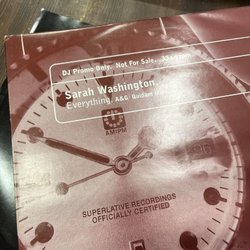 DJ Promo Only. Not For Sale.
Sarah Washington.
Everything. A&G
AM:PM
SUPERLATIVE RECORDINGS
OFFICIALLY CERTIFIED